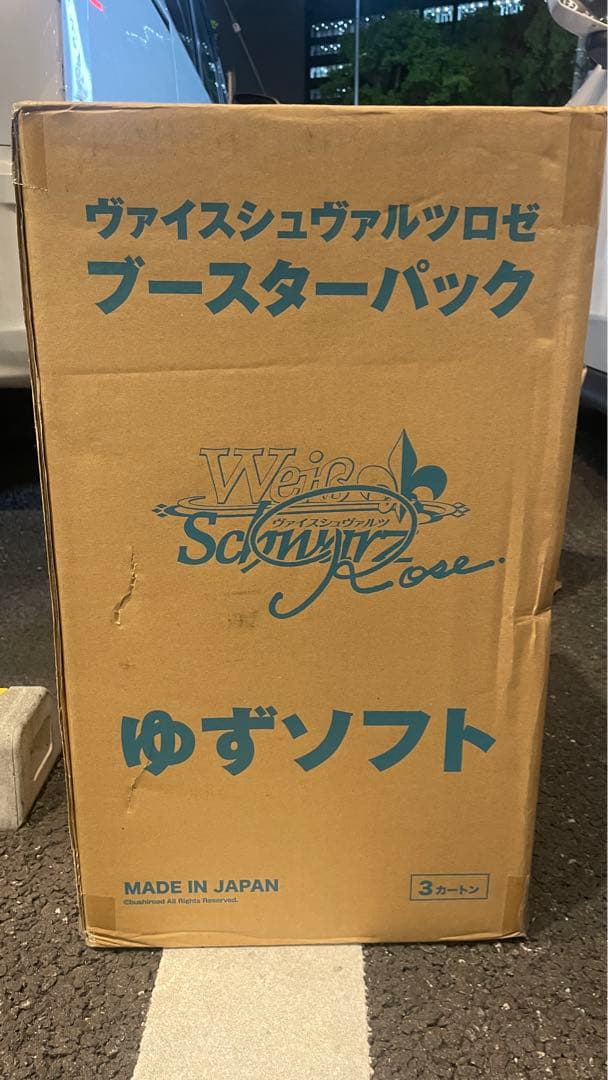 ヴァイスシュヴァルツロゼ
ブースターパック
Weiß
ヴァイスシュヴァルツ
Schwarz
Rose.
ゆずソフト
MADE IN JAPAN
©bushiroad All Rights Reserved.
3カートン